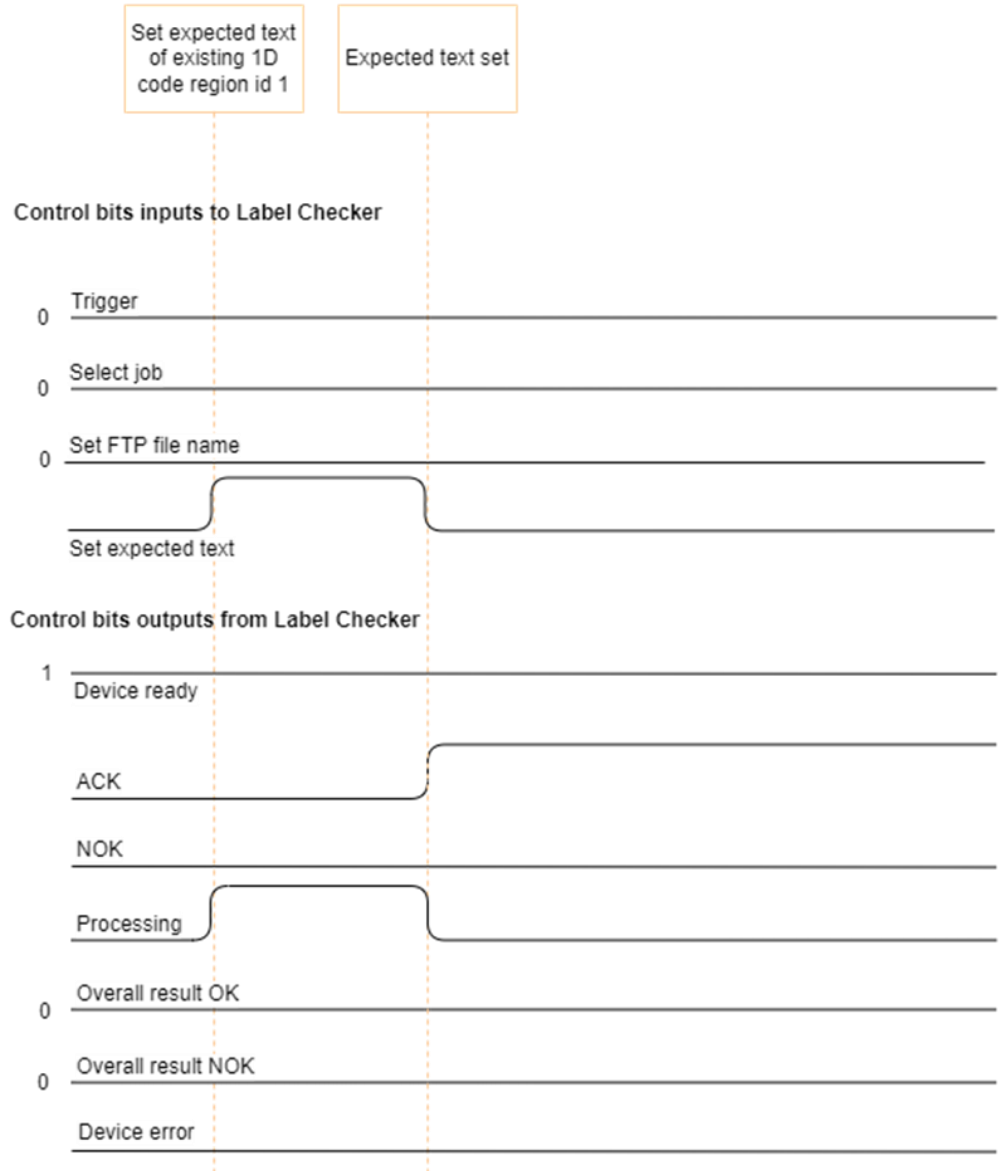 Set expected text
of existing 1D
code region id 1
Expected text set
Control bits inputs to Label Checker
Trigger
0
Select job
0
Set FTP file name
0
Set expected text
Control bits outputs from Label Checker
1
Device ready
ACK
NOK
Processing
Overall result OK
0
Overall result NOK
0
Device error